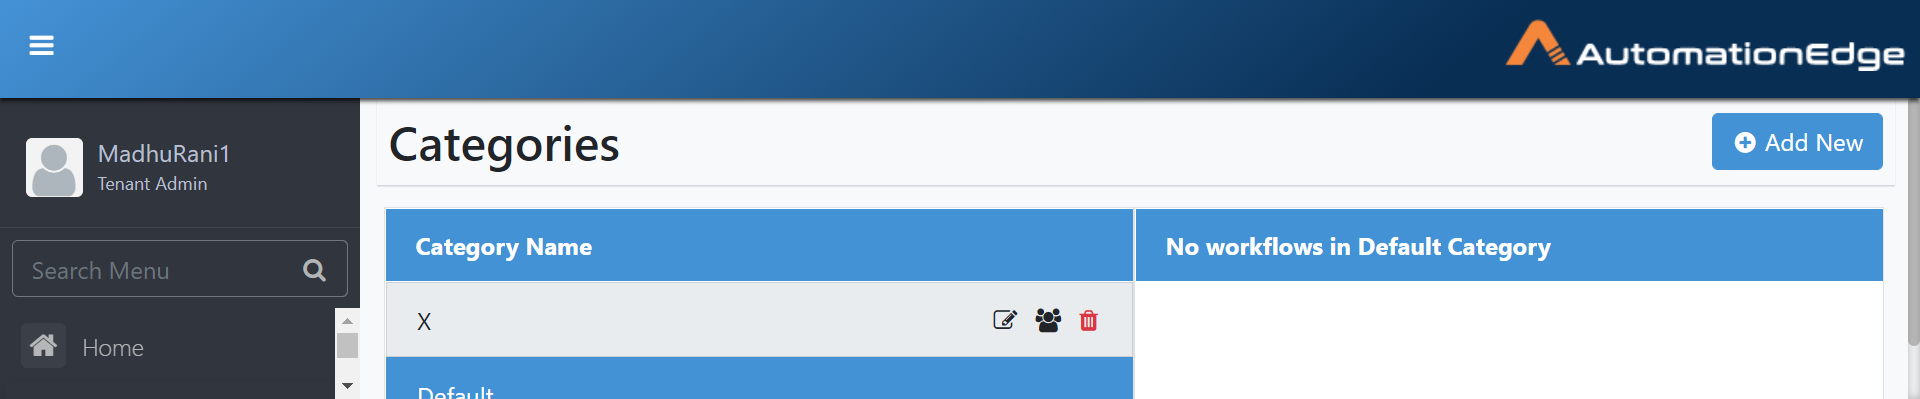 AutomationEdge
MadhuRani1
Tenant Admin
Search Menu
Home
Categories
Add New
Category Name
No workflows in Default Category
X
Default